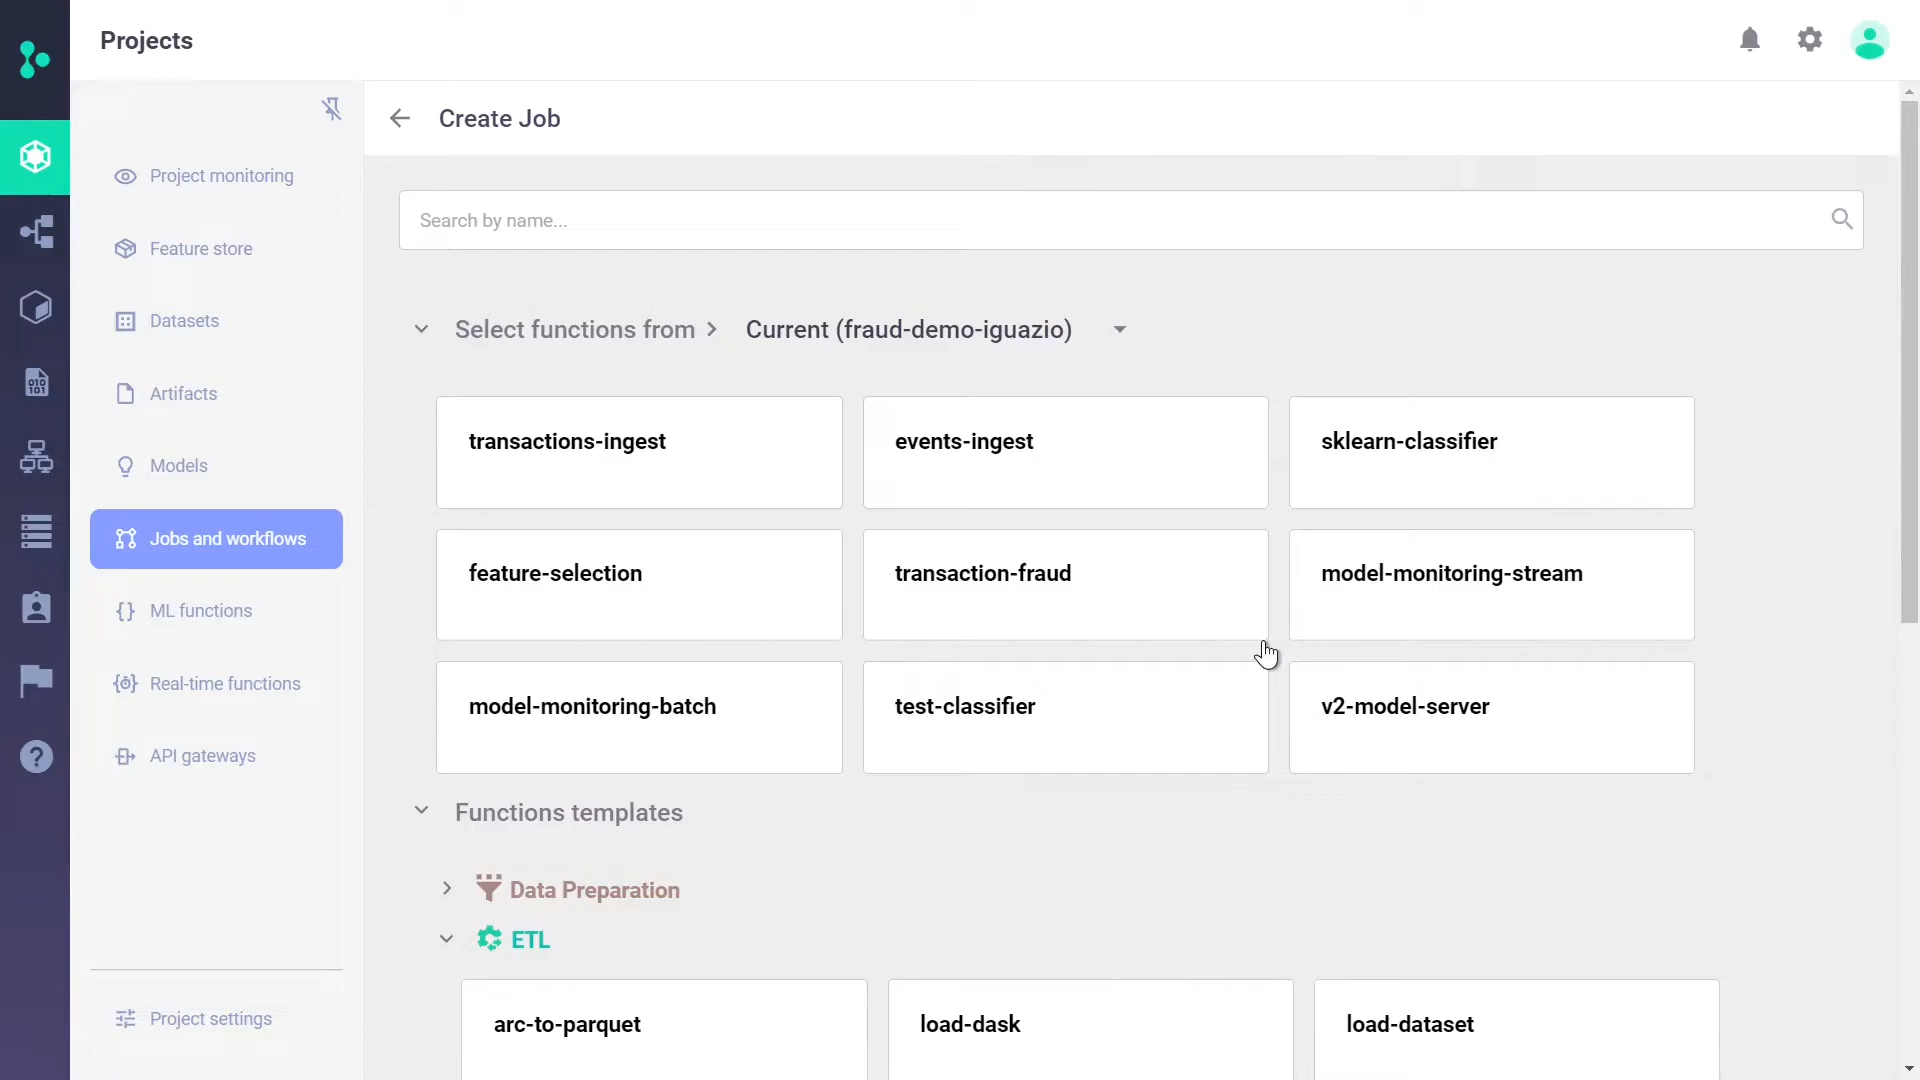 Projects
Create Job
Project monitoring
Feature store
Datasets
Artifacts
Models
Jobs and workflows
ML functions
Real-time functions
API gateways
Project settings
Search by name...
Select functions from > Current (fraud-demo-iguazio)
transactions-ingest
events-ingest
sklearn-classifier
feature-selection
transaction-fraud
model-monitoring-stream
model-monitoring-batch
test-classifier
v2-model-server
Functions templates
Data Preparation
ETL
arc-to-parquet
load-dask
load-dataset